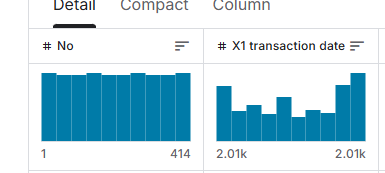 Detail Compact Column
# No
# X1 transaction date
1 414
2.01k 2.01k